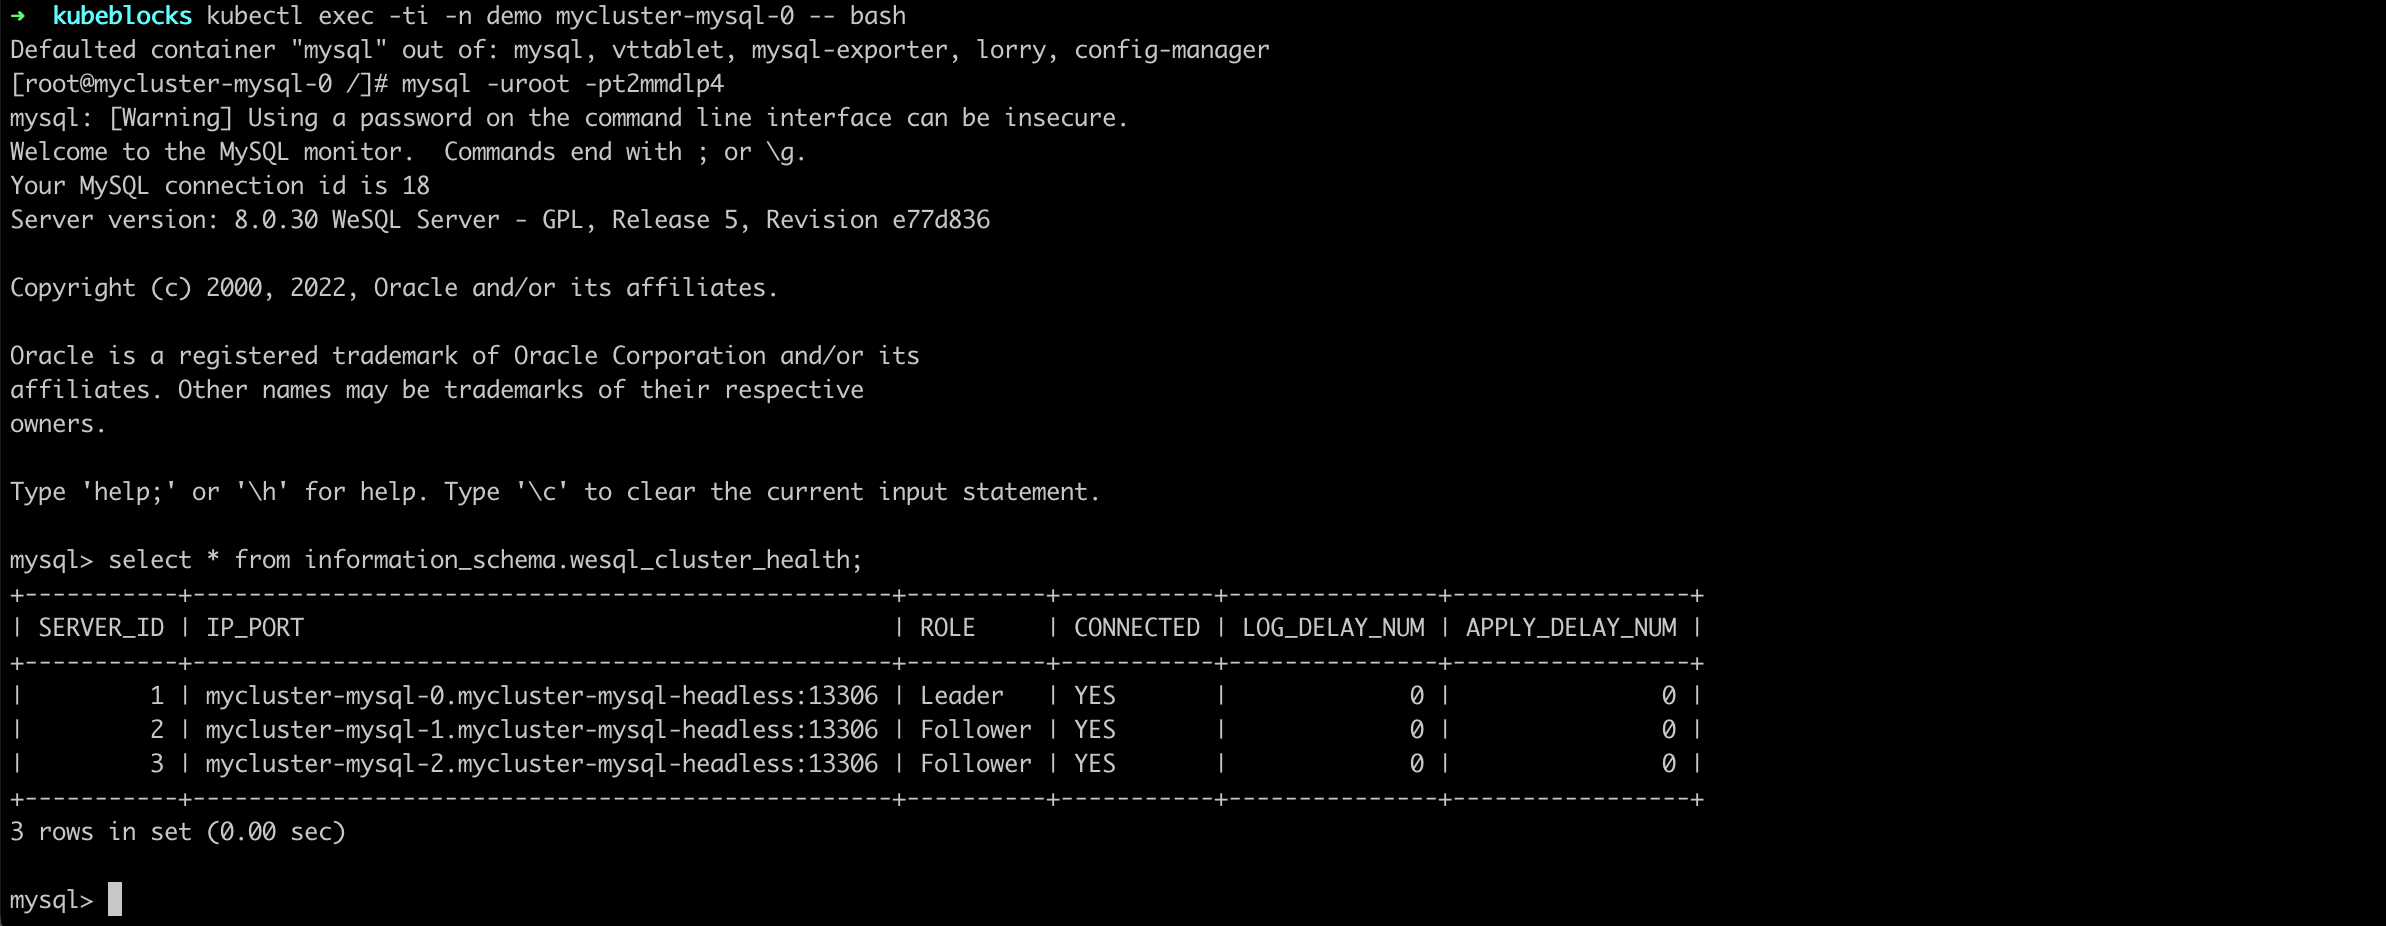 ➜  kubeblocks kubectl exec -ti -n demo mycluster-mysql-0 -- bash
Defaulted container "mysql" out of: mysql, vttablet, mysql-exporter, lorry, config-manager
[root@mycluster-mysql-0 /]# mysql -uroot -pt2mmdlp4
mysql: [Warning] Using a password on the command line interface can be insecure.
Welcome to the MySQL monitor.  Commands end with ; or \g.
Your MySQL connection id is 18
Server version: 8.0.30 WeSQL Server - GPL, Release 5, Revision e77d836

Copyright (c) 2000, 2022, Oracle and/or its affiliates.

Oracle is a registered trademark of Oracle Corporation and/or its
affiliates. Other names may be trademarks of their respective
owners.

Type 'help;' or '\h' for help. Type '\c' to clear the current input statement.

mysql> select * from information_schema.wesql_cluster_health;
+-----------+--------------------------------------------------+----------+-----------+---------------+-----------------+
| SERVER_ID | IP_PORT                                          | ROLE     | CONNECTED | LOG_DELAY_NUM | APPLY_DELAY_NUM |
+-----------+--------------------------------------------------+----------+-----------+---------------+-----------------+
|         1 | mycluster-mysql-0.mycluster-mysql-headless:13306 | Leader   | YES       |             0 |               0 |
|         2 | mycluster-mysql-1.mycluster-mysql-headless:13306 | Follower | YES       |             0 |               0 |
|         3 | mycluster-mysql-2.mycluster-mysql-headless:13306 | Follower | YES       |             0 |               0 |
+-----------+--------------------------------------------------+----------+-----------+---------------+-----------------+
3 rows in set (0.00 sec)

mysql>